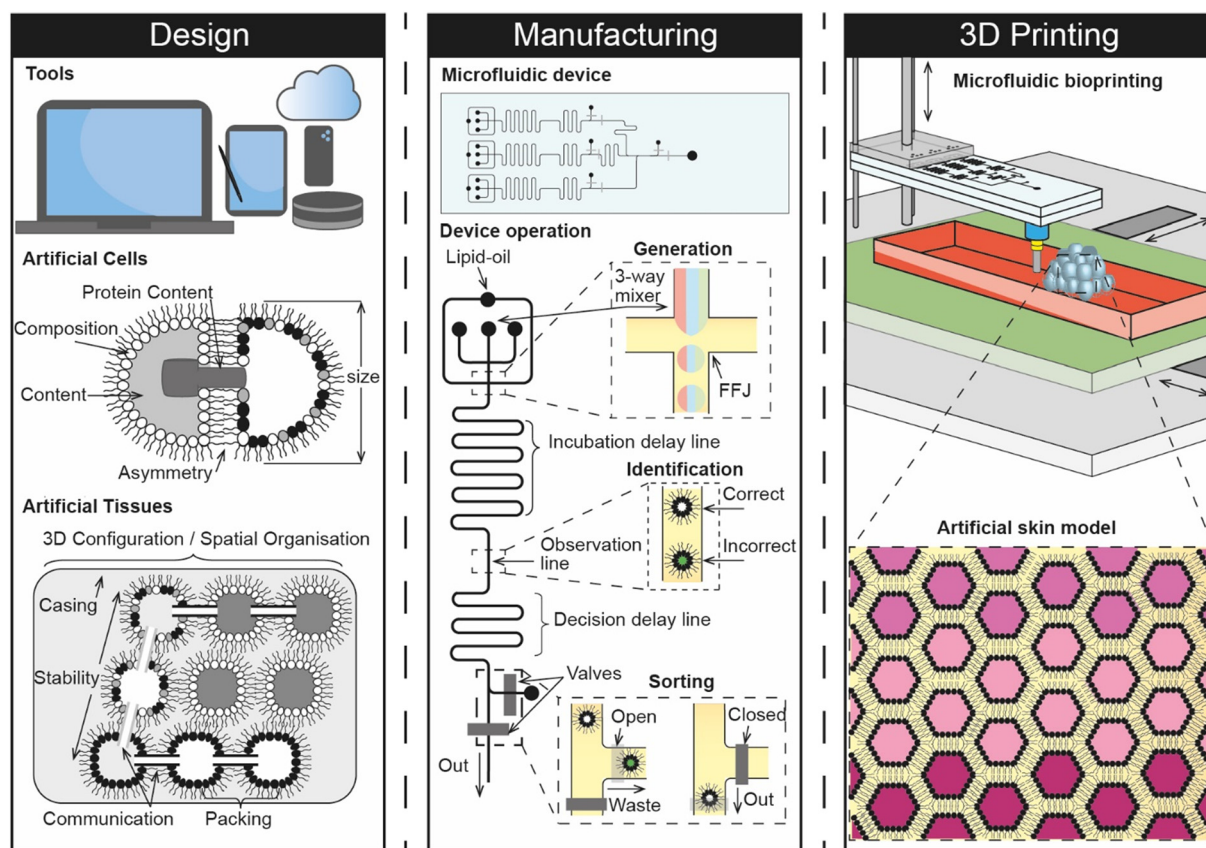 Design
Tools
Artificial Cells
Protein Content
Composition
Content
size
Asymmetry
Artificial Tissues
3D Configuration / Spatial Organisation
Casing
Stability
Communication
Packing
Manufacturing
Microfluidic device
Device operation
Lipid-oil
Generation
3-way
mixer
FFJ
Incubation delay line
Identification
Correct
Incorrect
Observation
line
Decision delay line
Valves
Sorting
Open
Closed
Out
Waste
Out
3D Printing
Microfluidic bioprinting
Artificial skin model